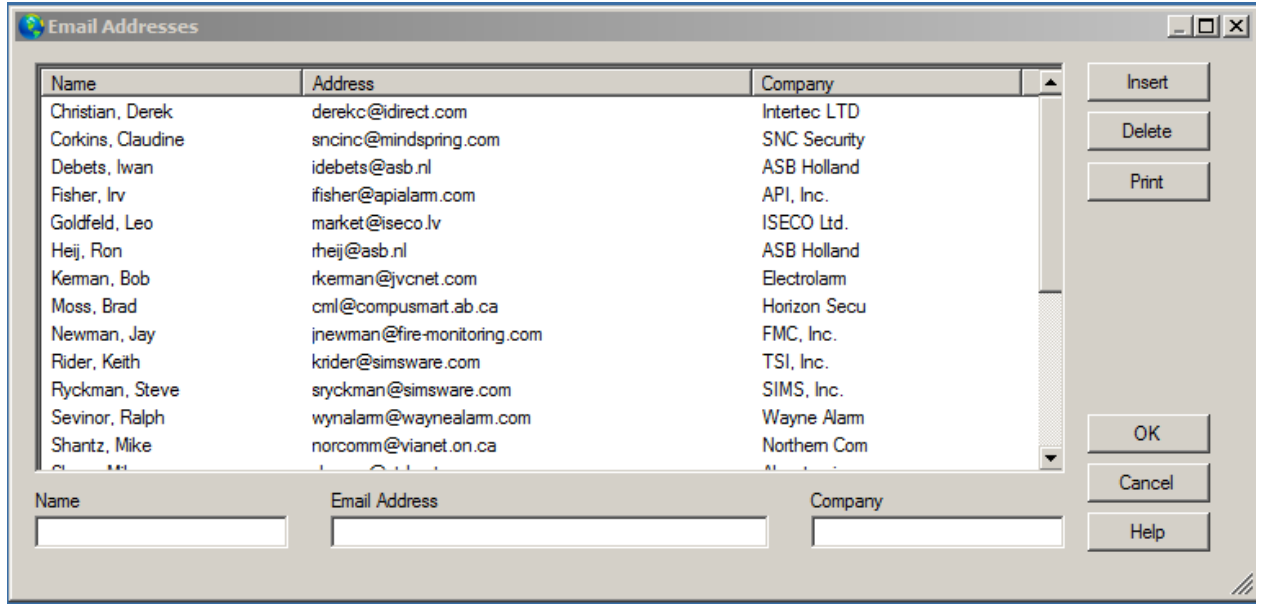 Email Addresses
Name Address Company
Insert
Christian, Derek derekc@idirect.com Intertec LTD
Corkins, Claudine sncinc@mindspring.com SNC Security
Delete
Debets, Iwan idebets@asb.nl ASB Holland
Fisher, Irv ifisher@apialarm.com API, Inc.
Print
Goldfeld, Leo market@iseco.lv ISECO Ltd.
Heij, Ron rheij@asb.nl ASB Holland
Kerman, Bob rkerman@jvcnet.com Electrolarm
Moss, Brad cml@compusmart.ab.ca Horizon Secu
Newman, Jay jnewman@fire-monitoring.com FMC, Inc.
Rider, Keith krider@simsware.com TSI, Inc.
Ryckman, Steve sryckman@simsware.com SIMS, Inc.
Sevinor, Ralph wynalarm@waynealarm.com Wayne Alarm
Shantz, Mike norcomm@vianet.on.ca Northern Com
OK
Cancel
Name Email Address Company
Help